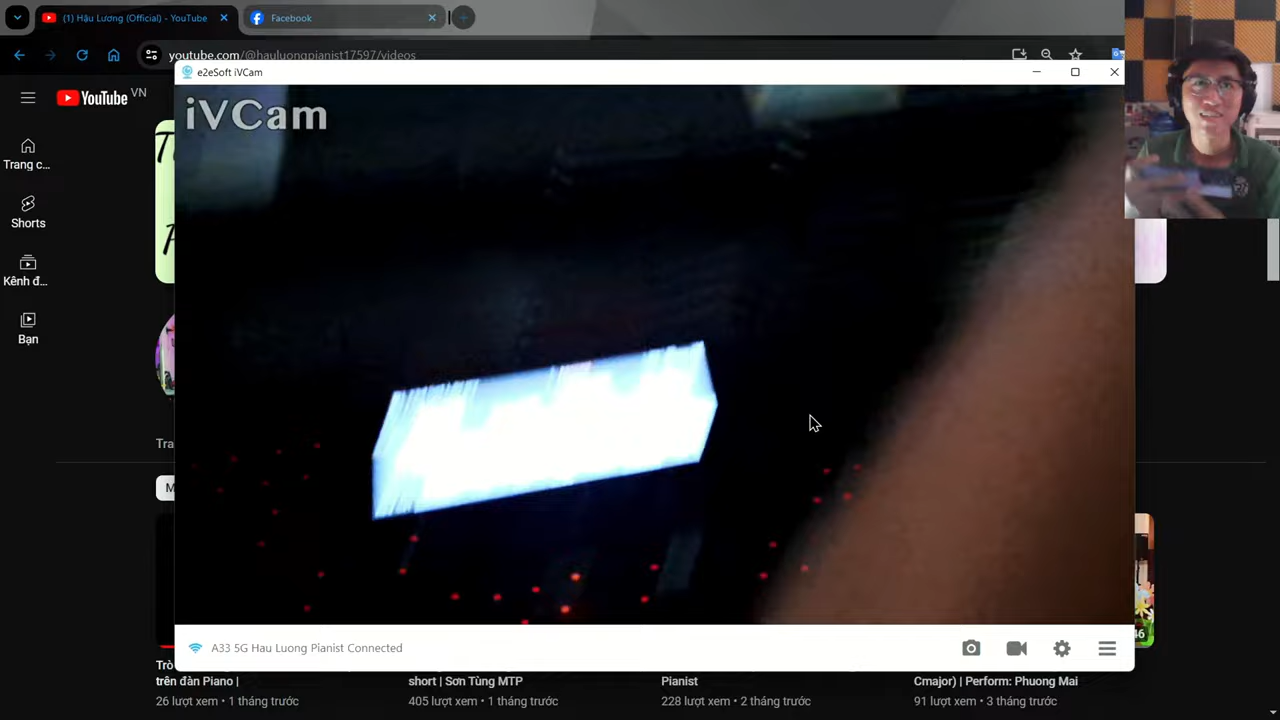 (1) Hậu Lương (Official) - YouTube
Facebook
youtube.com/@hauluongpianist17597/videos
e2eSoft iVCam
iVCam
YouTube VN
Trang c...
Shorts
Kênh đ...
Bạn
Tra
M
A33 5G Hau Luong Pianist Connected
46
Trò
trên đàn Piano |
26 lượt xem • 1 tháng trước
short | Sơn Tùng MTP
405 lượt xem • 1 tháng trước
Pianist
228 lượt xem • 2 tháng trước
Cmajor) | Perform: Phuong Mai
91 lượt xem • 3 tháng trước